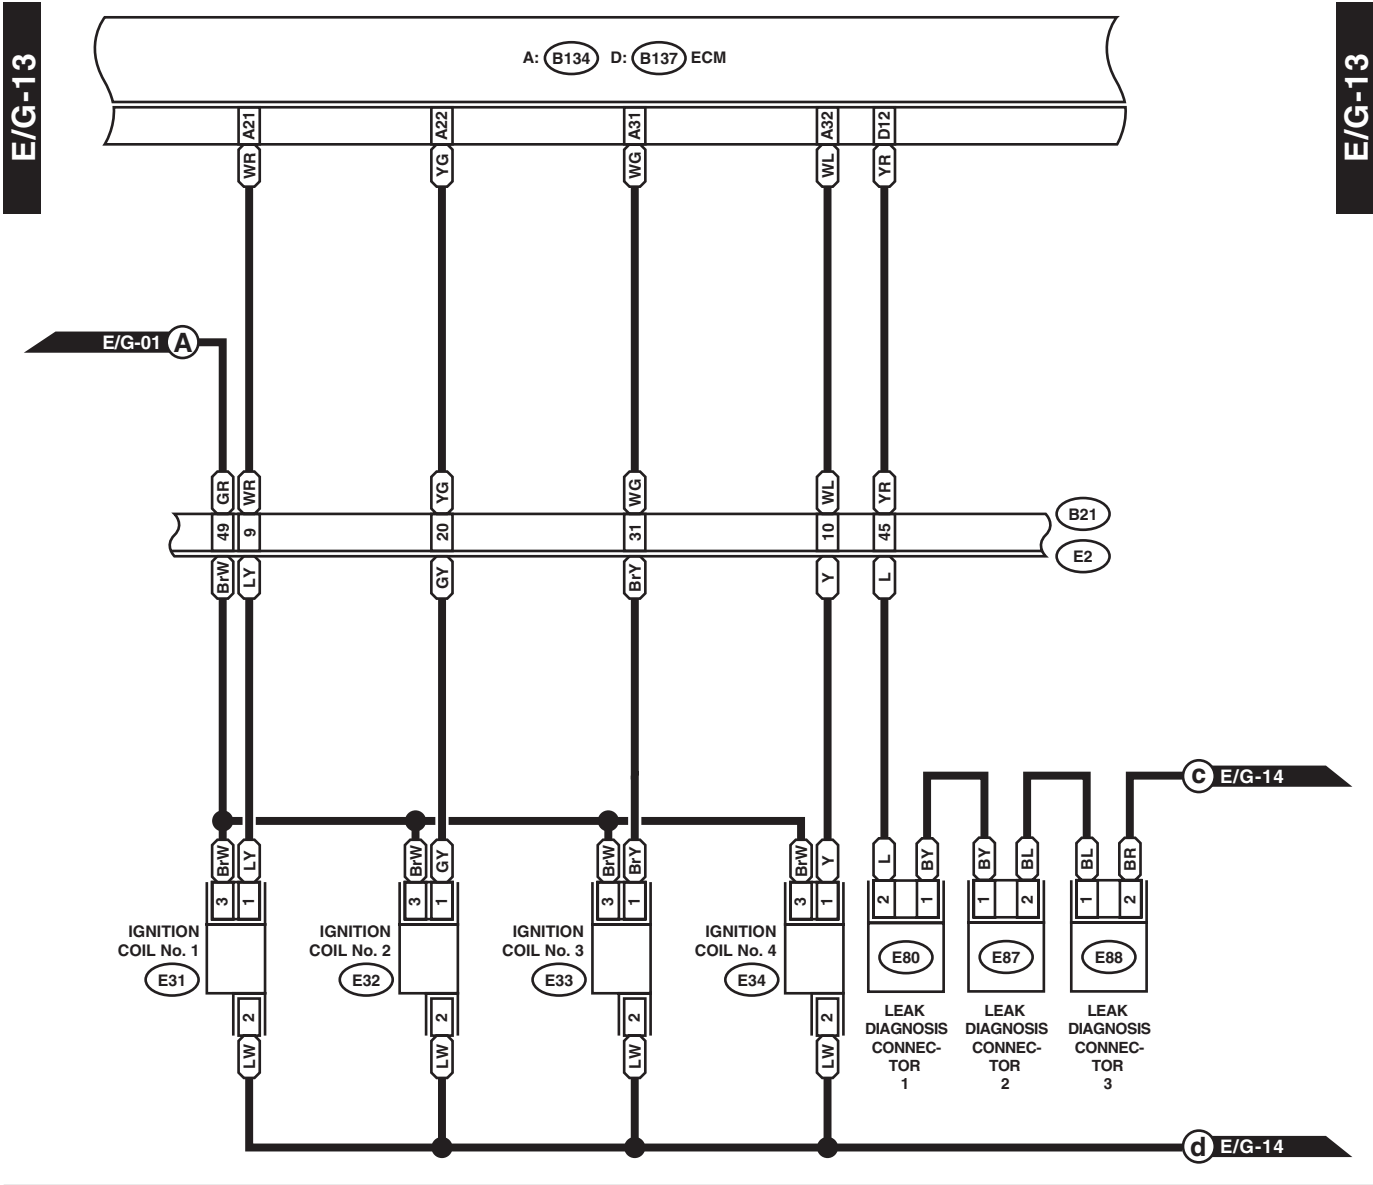 E/G-13
E/G-13
A: B134 D: B137 ECM
A21 A22 A31 A32 D12
WR YG WG WL YR
E/G-01 A
GR WR YG WG WL YR
B21
49 9 20 31 10 45
E2
BrW LY GY BrY Y L
C E/G-14
BrW LY BrW GY BrW BrY BrW Y L BY BY BL BL BR
3 1 3 1 3 1 3 1 2 1 1 2 1 2
IGNITION
COIL No. 1
E31
IGNITION
COIL No. 2
E32
IGNITION
COIL No. 3
E33
IGNITION
COIL No. 4
E34
E80 E87 E88
2 2 2 2
LW LW LW LW
LEAK
DIAGNOSIS
CONNEC-
TOR
1
LEAK
DIAGNOSIS
CONNEC-
TOR
2
LEAK
DIAGNOSIS
CONNEC-
TOR
3
d E/G-14